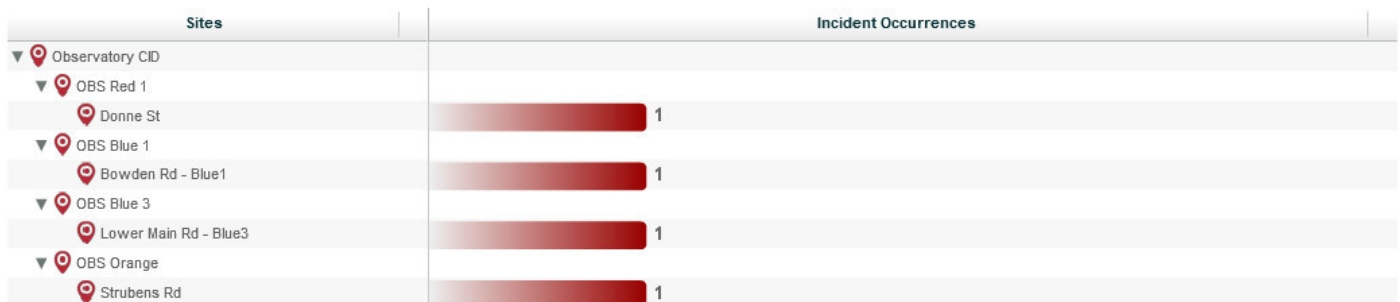 Sites Incident Occurrences
Observatory CID
OBS Red 1
Donne St 1
OBS Blue 1
Bowden Rd - Blue1 1
OBS Blue 3
Lower Main Rd - Blue3 1
OBS Orange
Strubens Rd 1